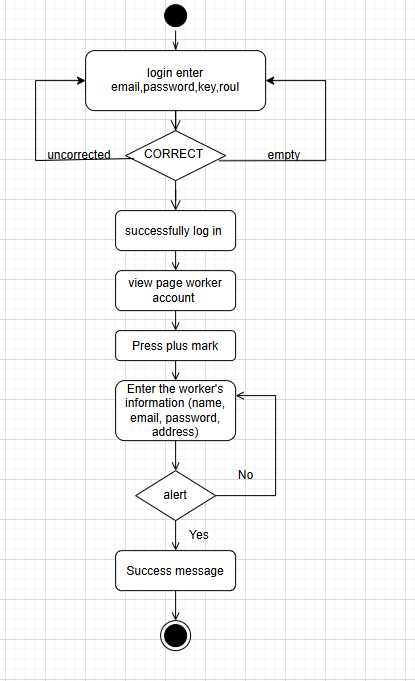 login enter
email,password,key,roul
uncorrected
CORRECT
empty
successfully log in
view page worker
account
Press plus mark
Enter the worker's
information (name,
email, password,
address)
No
alert
Yes
Success message